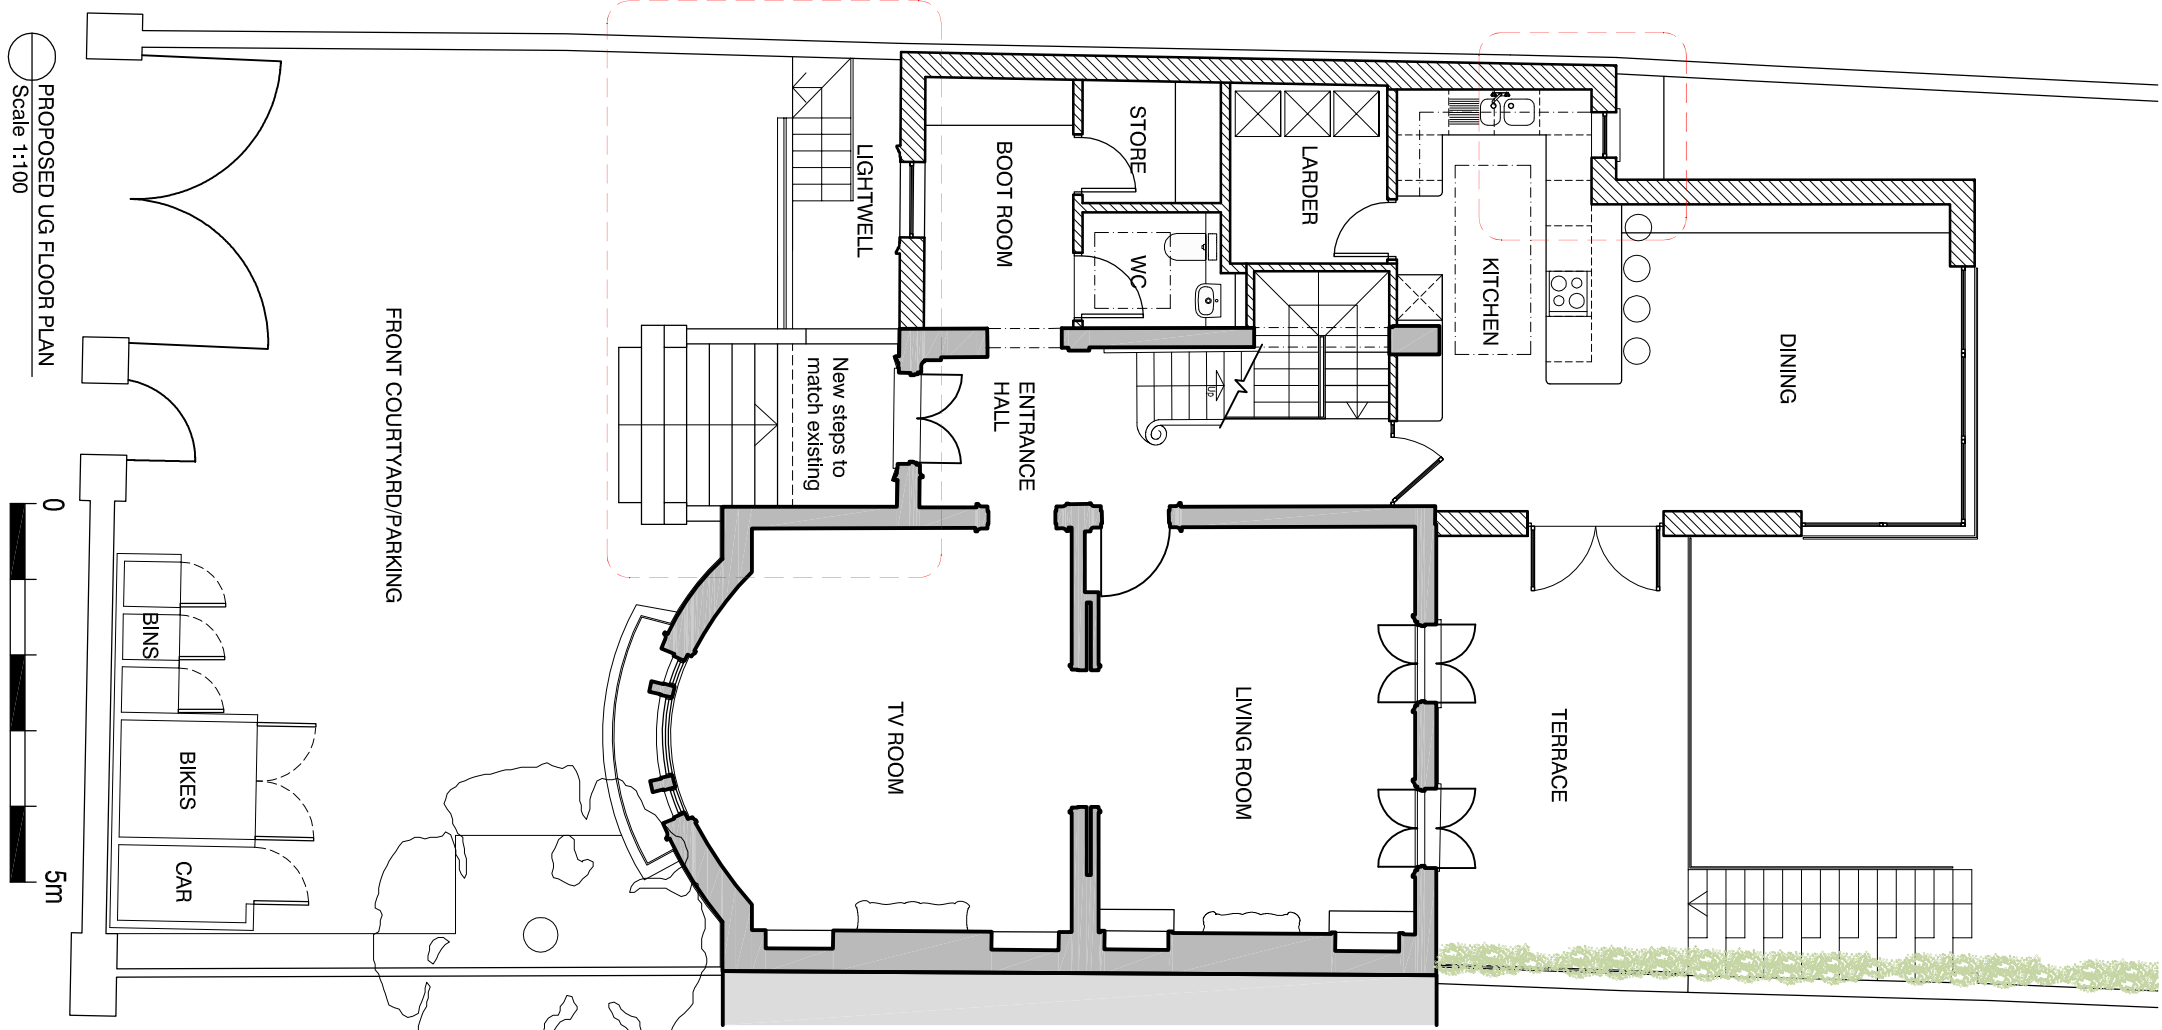 PROPOSED UG FLOOR PLAN
Scale 1:100
0
5m
FRONT COURTYARD/PARKING
BINS
BIKES
CAR
LIGHTWELL
New steps to
match existing
BOOT ROOM
STORE
WC
LARDER
KITCHEN
DINING
ENTRANCE
HALL
Up
TV ROOM
LIVING ROOM
TERRACE